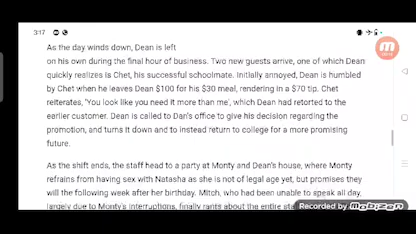 3:17
As the day winds down, Dean is left
on his own during the final hour of business. Two new guests arrive, one of which Dean
quickly realizes is Chet, his successful schoolmate. Initially annoyed, Dean is humbled
by Chet when he leaves Dean $100 for his $30 meal, rendering in a $70 tip. Chet
reiterates, 'You look like you need it more than me', which Dean had retorted to the
earlier customer. Dean is called to Dan's office to give his decision regarding the
promotion, and turns it down and to instead return to college for a more promising
future.
As the shift ends, the staff head to a party at Monty and Dean's house, where Monty
refrains from having sex with Natasha as she is not of legal age yet, but promises they
will the following week after her birthday. Mitch, who had been unable to speak all day,
largely due to Monty's interruptions, finally rants about the entire
Recorded by Mobizen